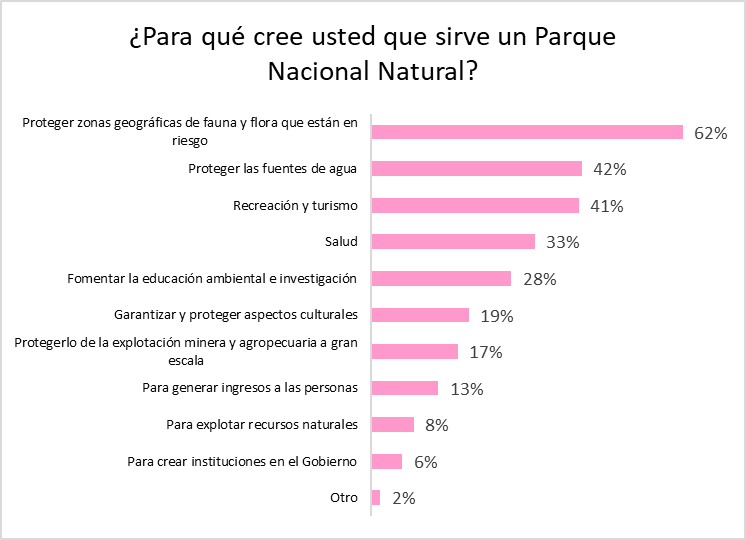 ¿Para qué cree usted que sirve un Parque
Nacional Natural?
Proteger zonas geográficas de fauna y flora que están en
riesgo
62%
Proteger las fuentes de agua
42%
Recreación y turismo
41%
Salud
33%
Fomentar la educación ambiental e investigación
28%
Garantizar y proteger aspectos culturales
19%
Protegerlo de la explotación minera y agropecuaria a gran
escala
17%
Para generar ingresos a las personas
13%
Para explotar recursos naturales
8%
Para crear instituciones en el Gobierno
6%
Otro
2%